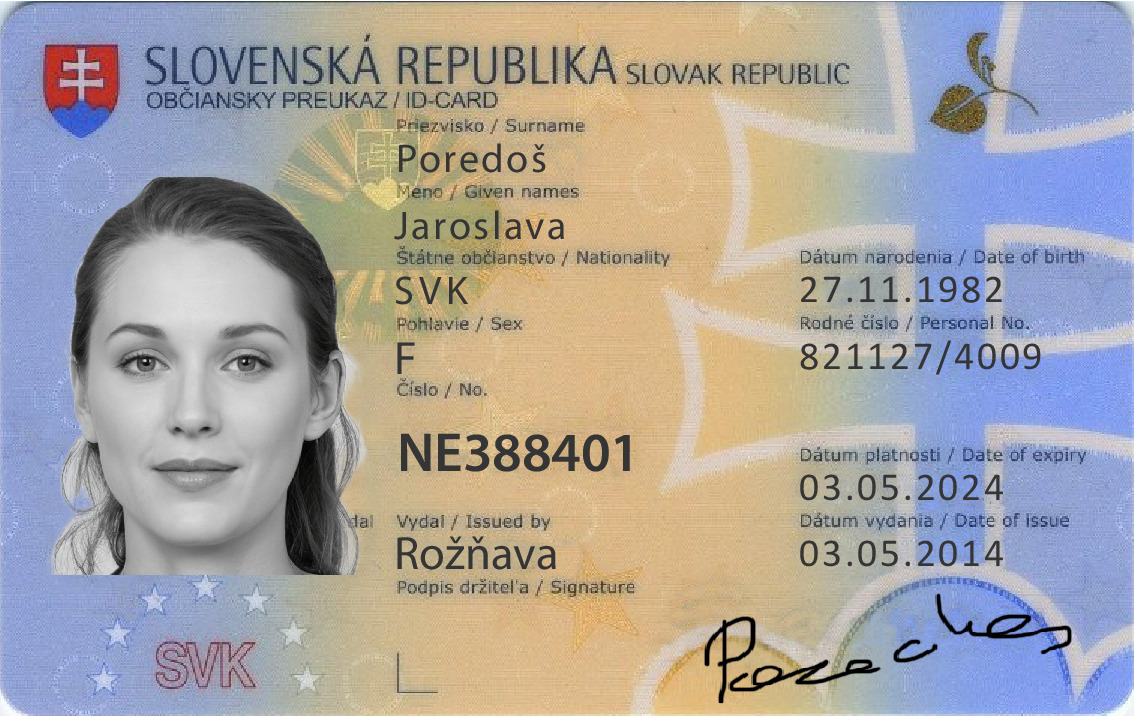 SLOVENSKÁ REPUBLIKA SLOVAK REPUBLIC
OBČIANSKY PREUKAZ / ID-CARD
Priezvisko / Surname
Poredoš
Meno / Given names
Jaroslava
Štátne občianstvo / Nationality
SVK
Dátum narodenia / Date of birth
27.11.1982
Pohlavie / Sex
F
Rodné číslo / Personal No.
821127/4009
Číslo / No.
NE388401
Dátum platnosti / Date of expiry
03.05.2024
dal Vydal / Issued by
Rožňava
Dátum vydania / Date of issue
03.05.2014
Podpis držiteľa / Signature
SVK